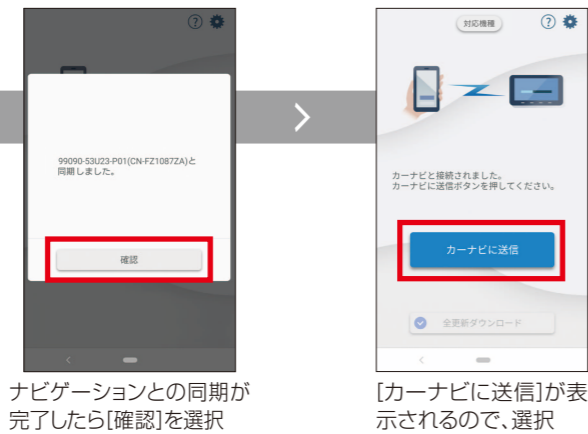 99090-53U23-P01(CN-FZ1087ZA)と
同期しました。
確認
ナビゲーションとの同期が
完了したら[確認]を選択
対応機種
カーナビと接続されました。
カーナビに送信ボタンを押してください。
カーナビに送信
全更新ダウンロード
[カーナビに送信]が表
示されるので、選択